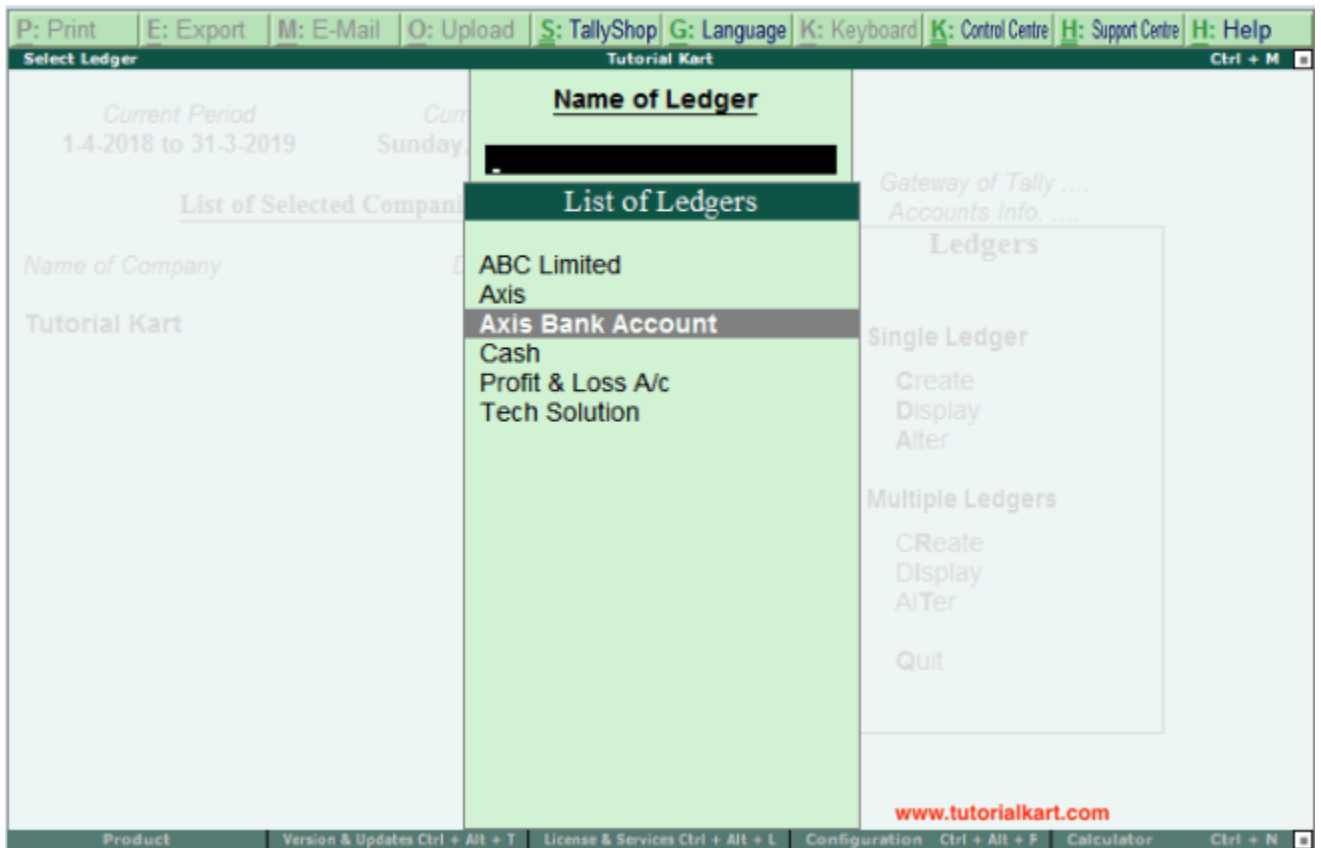 P: Print E: Export M: E-Mail O: Upload S: TallyShop G: Language K: Keyboard K: Control Centre H: Support Centre H: Help
Select Ledger Tutorial Kart Ctrl + M
Current Period
1-4-2018 to 31-3-2019 Sunday,
List of Selected Compani
Name of Company
Tutorial Kart
Name of Ledger
List of Ledgers
ABC Limited
Axis
Axis Bank Account
Cash
Profit & Loss A/c
Tech Solution
Gateway of Tally ....
Accounts Info. ....
Ledgers
Single Ledger
Create
Display
Alter
Multiple Ledgers
CReate
DIsplay
AlTer
Quit
www.tutorialkart.com
Product Version & Updates Ctrl + Alt + T License & Services Ctrl + Alt + L Configuration Ctrl + Alt + F Calculator Ctrl + N